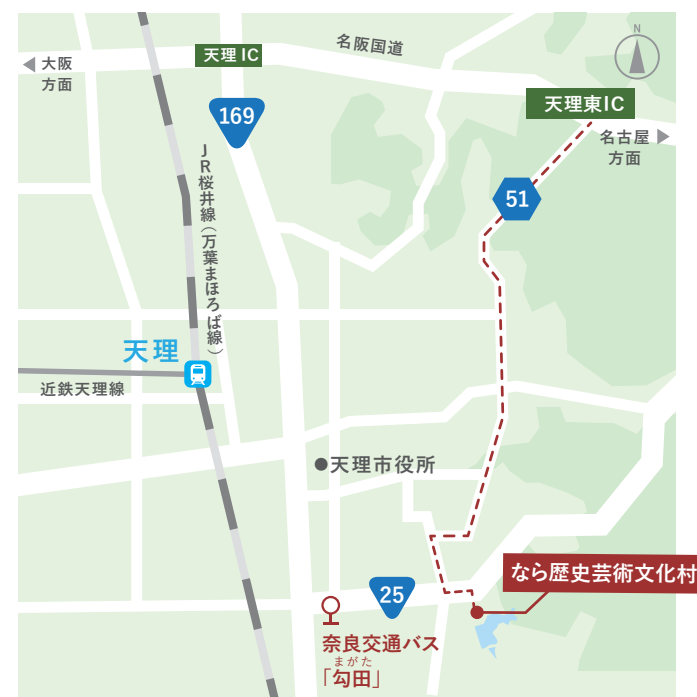 N
天理 IC
名阪国道
大阪
方面
天理東IC
169
名古屋
方面
JR桜井線(万葉まほろば線)
51
天理
近鉄天理線
天理市役所
なら歴史芸術文化村
25
奈良交通バス
まがた
「勾田」